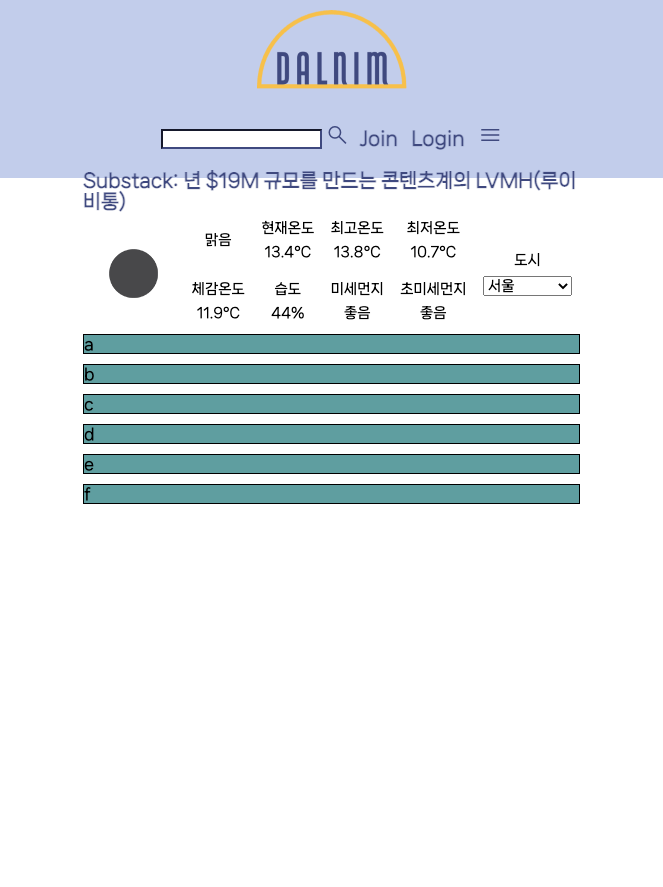 DALNIM
Join Login
Substack: 년 $19M 규모를 만드는 콘텐츠계의 LVMH(루이
비통)
맑음
현재온도
13.4℃
최고온도
13.8℃
최저온도
10.7℃
체감온도
11.9℃
습도
44%
미세먼지
좋음
초미세먼지
좋음
도시
서울
a
b
c
d
e
f